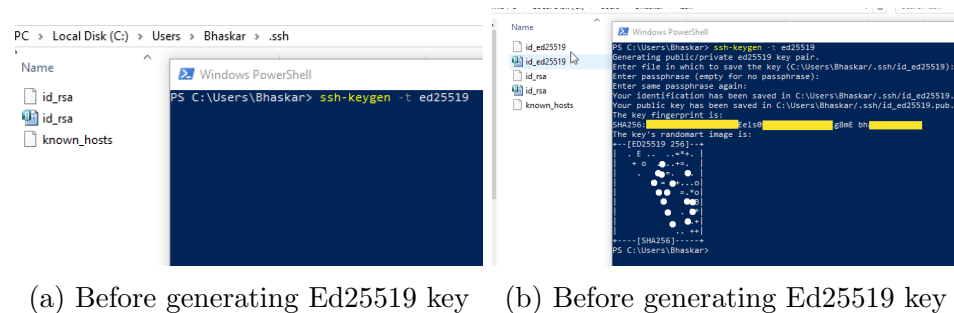 PC > Local Disk (C:) > Users > Bhaskar > .ssh
Name
id_rsa
id_rsa
known_hosts
Windows PowerShell
PS C:\Users\Bhaskar> ssh-keygen -t ed25519
Name
id_ed25519
id_ed25519
id_rsa
id_rsa
known_hosts
Windows PowerShell
PS C:\Users\Bhaskar> ssh-keygen -t ed25519
Generating public/private ed25519 key pair.
Enter file in which to save the key (C:\Users\Bhaskar/.ssh/id_ed25519):
Enter passphrase (empty for no passphrase):
Enter same passphrase again:
Your identification has been saved in C:\Users\Bhaskar/.ssh/id_ed25519.
Your public key has been saved in C:\Users\Bhaskar/.ssh/id_ed25519.pub.
The key fingerprint is:
SHA256: Eels0 g8mE bh
The key's randomart image is:
+--[ED25519 256]--+
| . E .. ..=*+. |
+----[SHA256]-----+
PS C:\Users\Bhaskar>
(a) Before generating Ed25519 key
(b) Before generating Ed25519 key